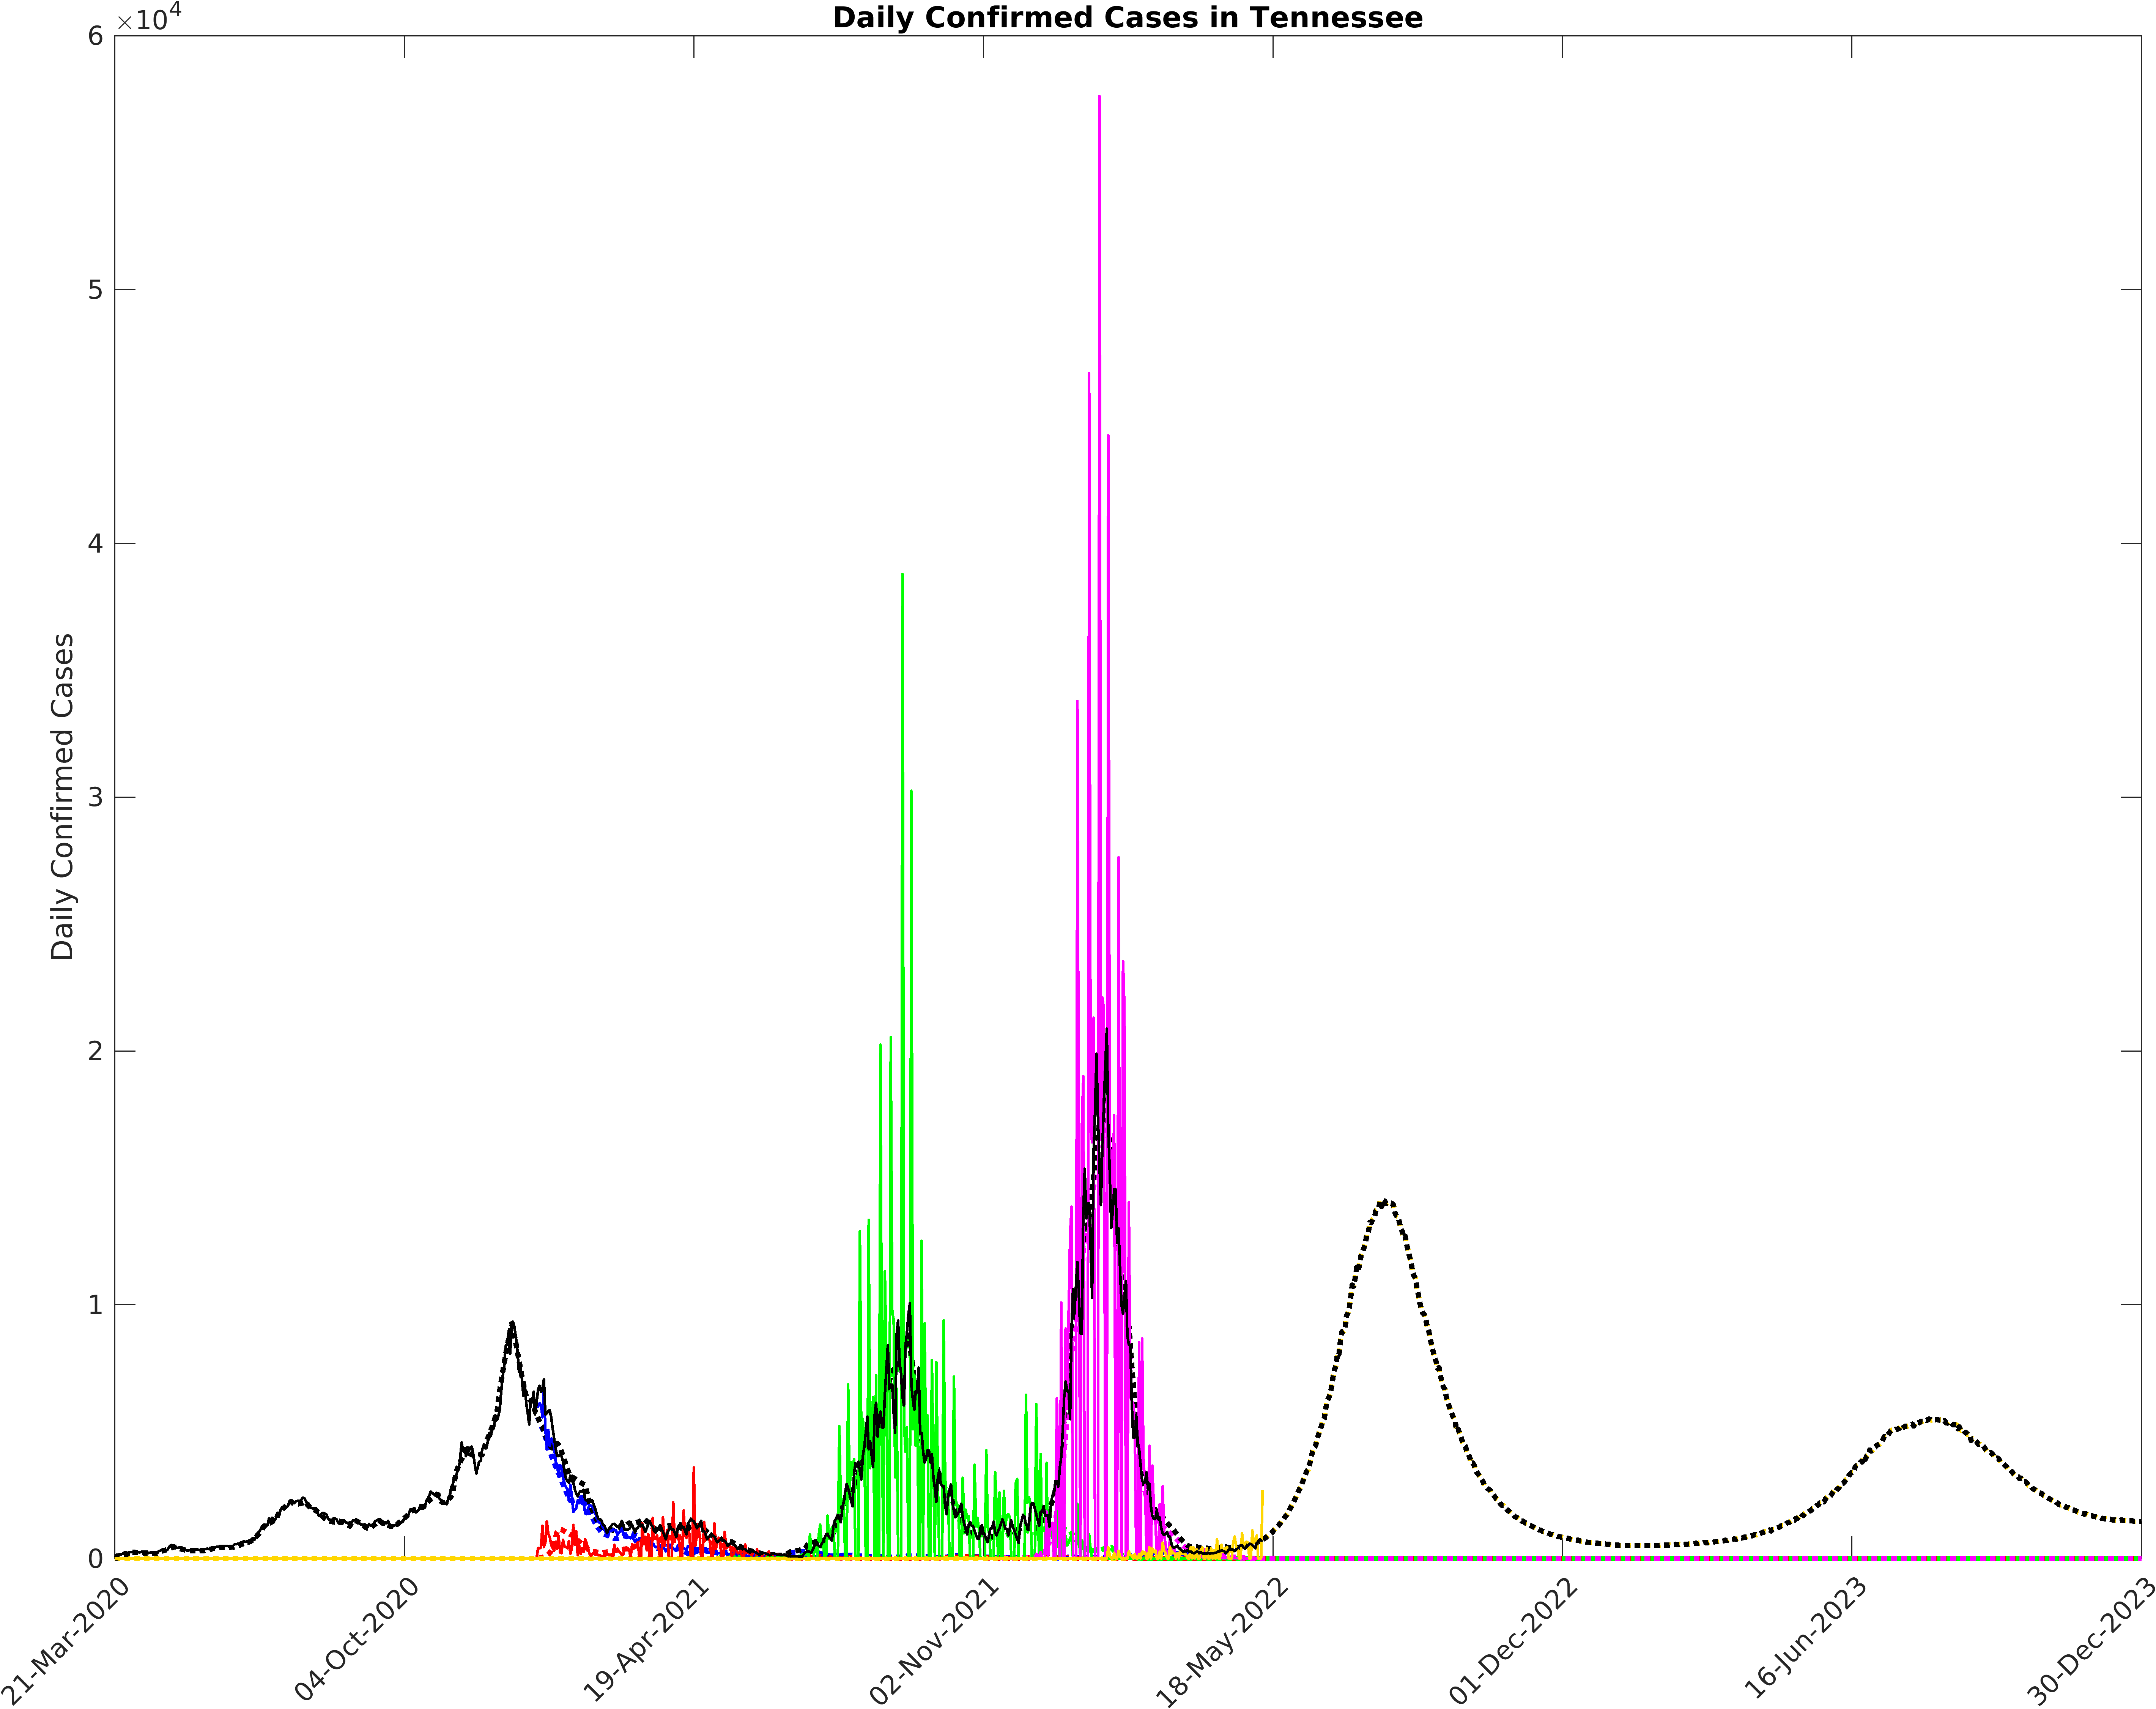 Daily Confirmed Cases in Tennessee
×10⁴
6
5
4
3
2
1
0
Daily Confirmed Cases
21-Mar-2020
04-Oct-2020
19-Apr-2021
02-Nov-2021
18-May-2022
01-Dec-2022
16-Jun-2023
30-Dec-2023